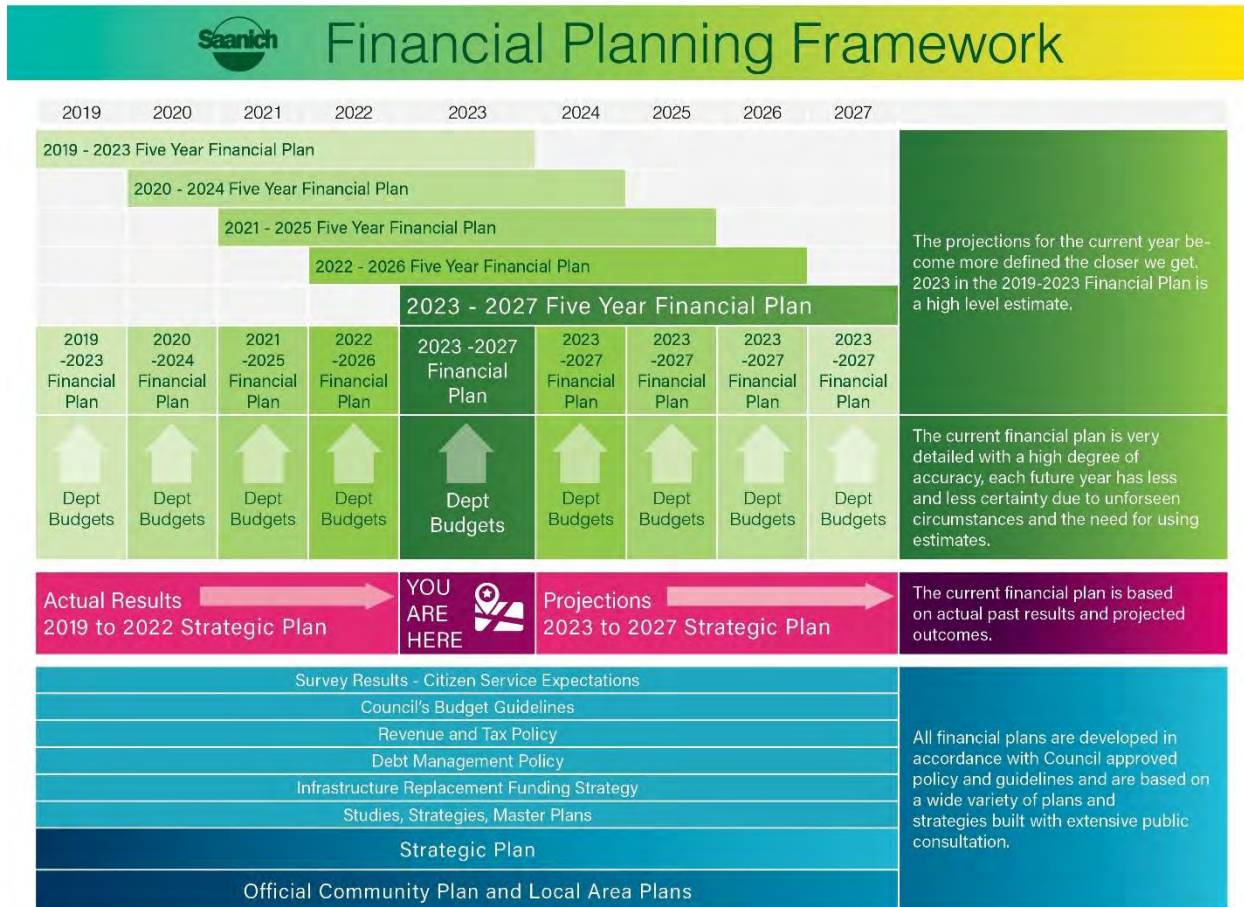 Saanich
Financial Planning Framework
2019 2020 2021 2022 2023 2024 2025 2026 2027
2019 - 2023 Five Year Financial Plan
2020 - 2024 Five Year Financial Plan
2021 - 2025 Five Year Financial Plan
2022 - 2026 Five Year Financial Plan
2023 - 2027 Five Year Financial Plan
The projections for the current year be-
come more defined the closer we get.
2023 in the 2019-2023 Financial Plan is
a high level estimate.
2019
-2023
Financial
Plan
2020
-2024
Financial
Plan
2021
-2025
Financial
Plan
2022
-2026
Financial
Plan
2023 -2027
Financial
Plan
2023
-2027
Financial
Plan
2023
-2027
Financial
Plan
2023
-2027
Financial
Plan
2023
-2027
Financial
Plan
Dept
Budgets
Dept
Budgets
Dept
Budgets
Dept
Budgets
Dept
Budgets
Dept
Budgets
Dept
Budgets
Dept
Budgets
Dept
Budgets
The current financial plan is very
detailed with a high degree of
accuracy, each future year has less
and less certainty due to unforseen
circumstances and the need for using
estimates.
Actual Results
2019 to 2022 Strategic Plan
YOU
ARE
HERE
Projections
2023 to 2027 Strategic Plan
The current financial plan is based
on actual past results and projected
outcomes.
Survey Results - Citizen Service Expectations
Council's Budget Guidelines
Revenue and Tax Policy
Debt Management Policy
Infrastructure Replacement Funding Strategy
Studies, Strategies, Master Plans
Strategic Plan
Official Community Plan and Local Area Plans
All financial plans are developed in
accordance with Council approved
policy and guidelines and are based on
a wide variety of plans and
strategies built with extensive public
consultation.